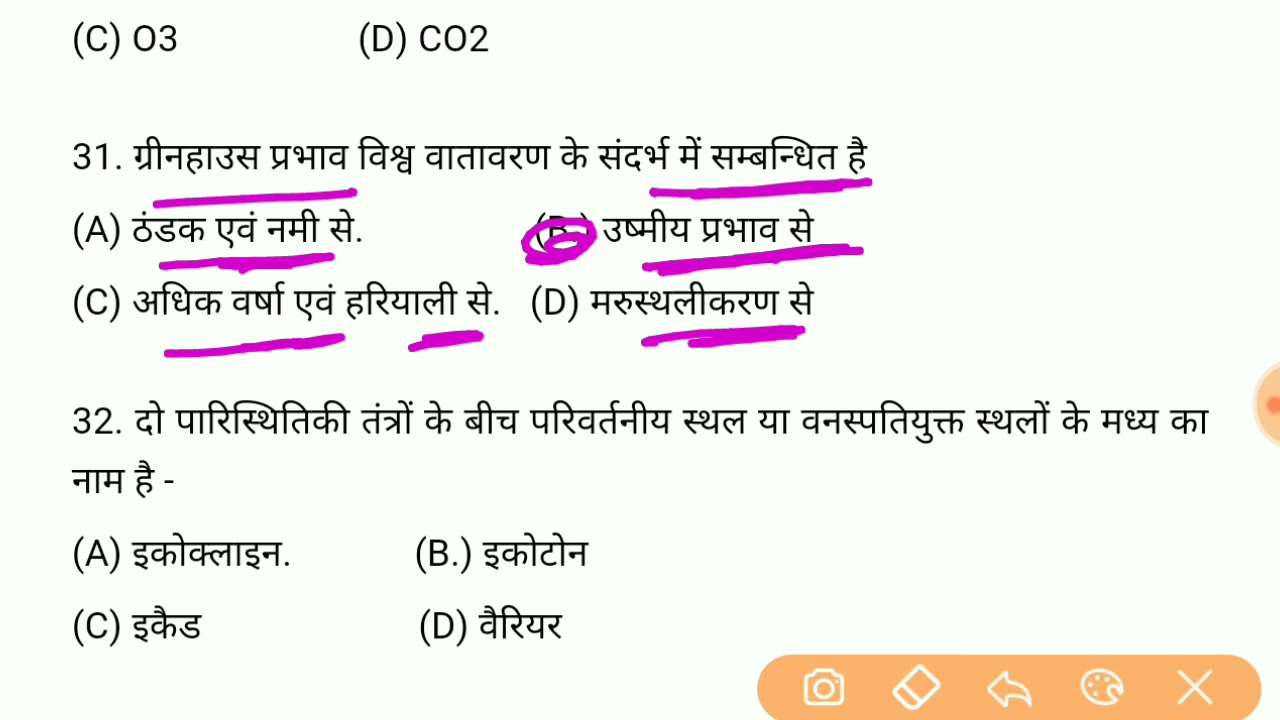 (C) O3 (D) CO2
31. ग्रीनहाउस प्रभाव विश्व वातावरण के संदर्भ में सम्बन्धित है
(A) ठंडक एवं नमी से. (B.) उष्मीय प्रभाव से
(C) अधिक वर्षा एवं हरियाली से. (D) मरुस्थलीकरण से
32. दो पारिस्थितिकी तंत्रों के बीच परिवर्तनीय स्थल या वनस्पतियुक्त स्थलों के मध्य का
नाम है -
(A) इकोक्लाइन. (B.) इकोटोन
(C) इकैड (D) वैरियर